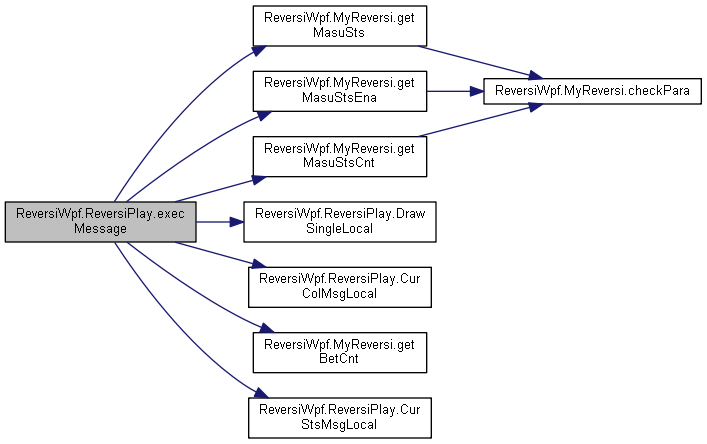 ReversiWpf.MyReversi.get
MasuSts
ReversiWpf.MyReversi.get
MasuStsEna
ReversiWpf.MyReversi.checkPara
ReversiWpf.MyReversi.get
MasuStsCnt
ReversiWpf.ReversiPlay.exec
Message
ReversiWpf.ReversiPlay.Draw
SingleLocal
ReversiWpf.ReversiPlay.Cur
ColMsgLocal
ReversiWpf.MyReversi.get
BetCnt
ReversiWpf.ReversiPlay.Cur
StsMsgLocal